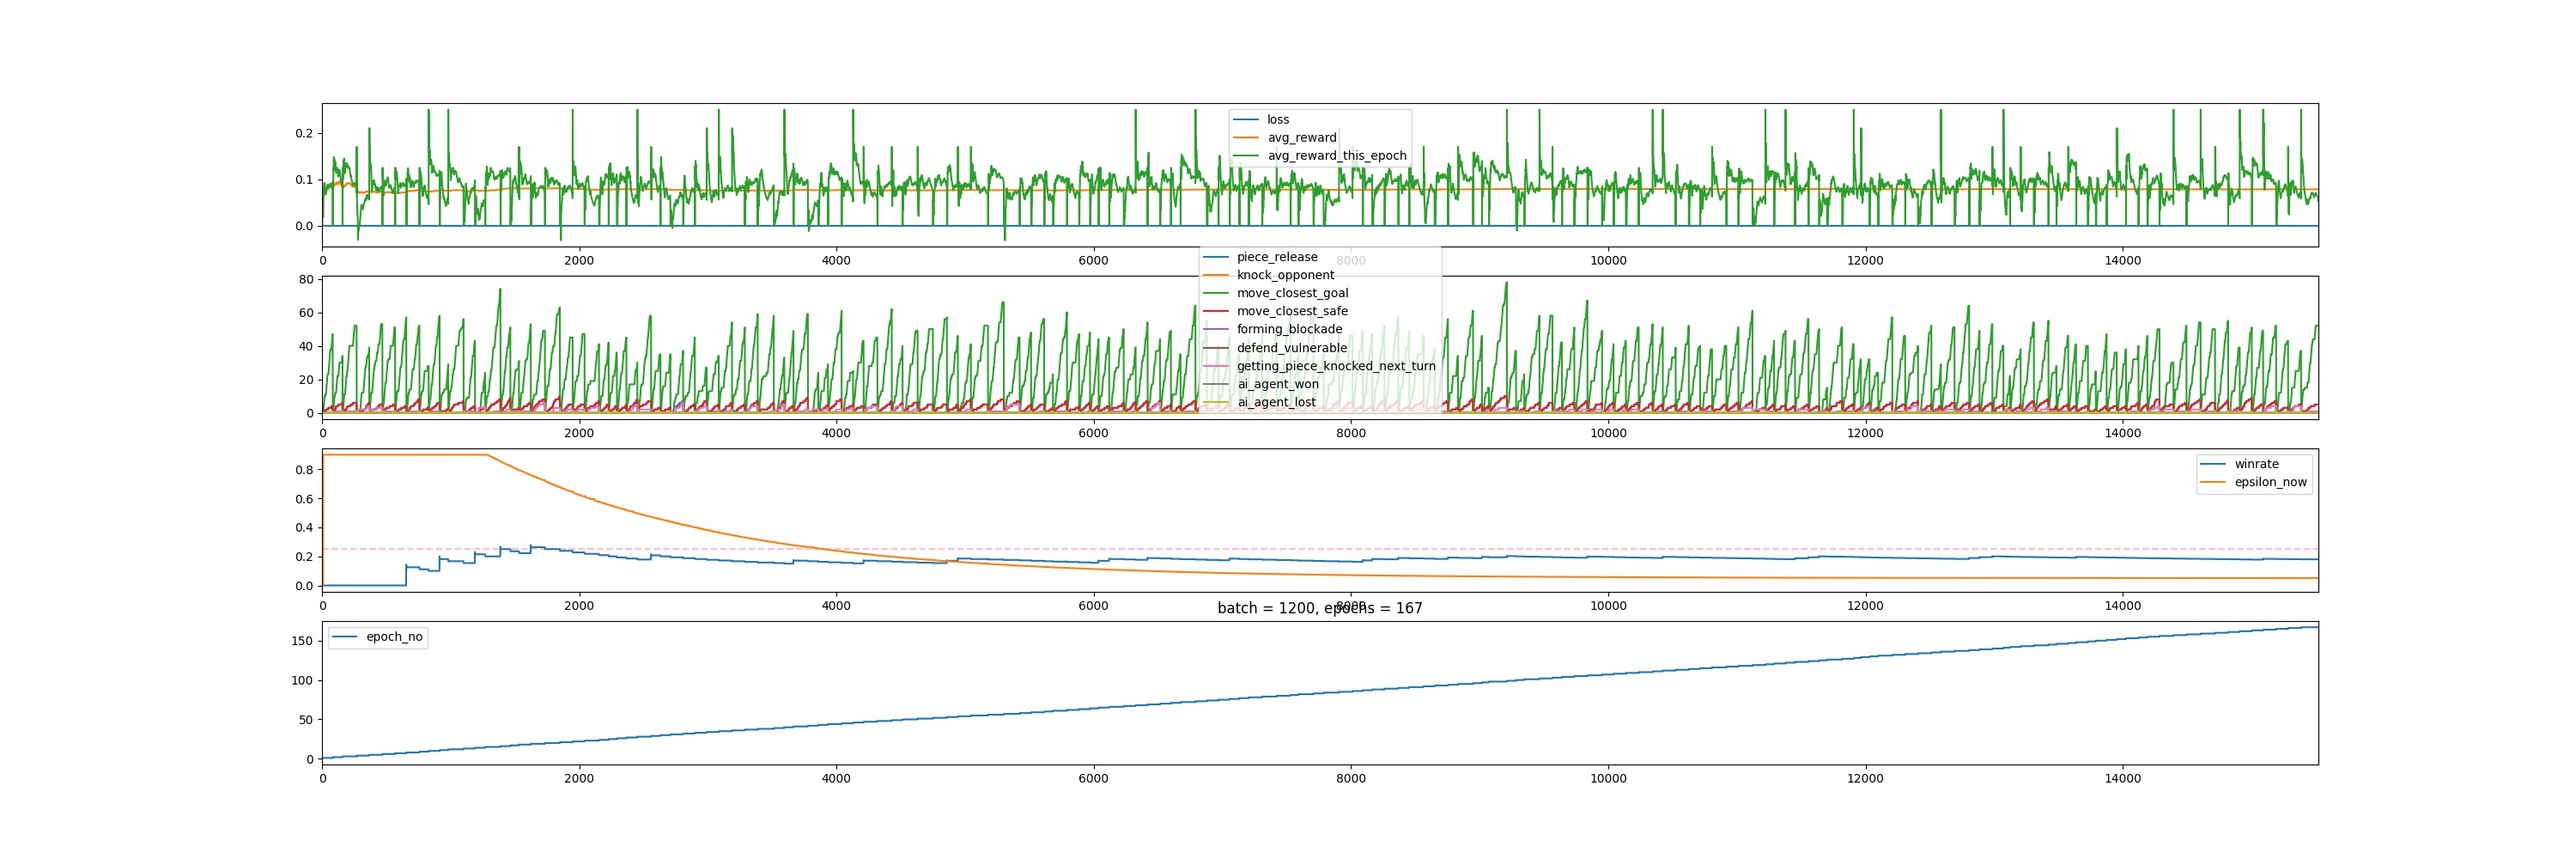 0.2
0.1
0.0
loss
avg_reward
avg_reward_this_epoch
0 2000 4000 6000 8000 10000 12000 14000
80
60
40
20
0
piece_release
knock_opponent
move_closest_goal
move_closest_safe
forming_blockade
defend_vulnerable
getting_piece_knocked_next_turn
ai_agent_won
ai_agent_lost
0 2000 4000 6000 8000 10000 12000 14000
0.8
0.6
0.4
0.2
0.0
winrate
epsilon_now
0 2000 4000 6000 8000 10000 12000 14000
batch = 1200, epochs = 167
150
100
50
0
epoch_no
0 2000 4000 6000 8000 10000 12000 14000